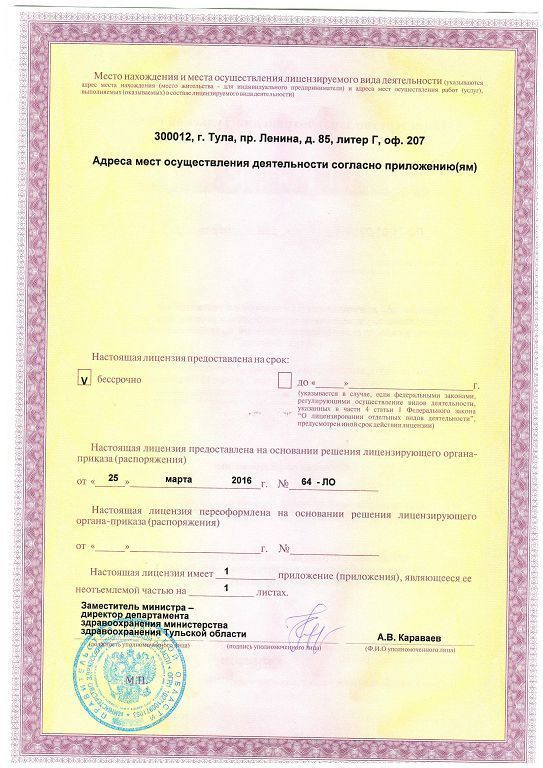 Место нахождения и места осуществления лицензируемого вида деятельности (указываются
адрес места нахождения (место жительства - для индивидуального предпринимателя) и адреса мест осуществления работ (услуг),
выполняемых (оказываемых) в составе лицензируемого вида деятельности)
300012, г. Тула, пр. Ленина, д. 85, литер Г, оф. 207
Адреса мест осуществления деятельности согласно приложению(ям)
Настоящая лицензия предоставлена на срок:
v бессрочно
до « » г.
(указывается в случае, если федеральными законами,
регулирующими осуществление видов деятельности,
указанных в части 4 статьи 1 Федерального закона
"О лицензировании отдельных видов деятельности",
предусмотрен иной срок действия лицензии)
Настоящая лицензия предоставлена на основании решения лицензирующего органа-
приказа (распоряжения)
от « 25 » марта 2016 г. № 64 - ЛО
Настоящая лицензия переоформлена на основании решения лицензирующего
органа-приказа (распоряжения)
от « » г. №
Настоящая лицензия имеет 1 приложение (приложения), являющееся ее
неотъемлемой частью на 1 листах.
Заместитель министра –
директор департамента
здравоохранения министерства
здравоохранения Тульской области
А.В. Караваев
(должность уполномоченного лица)
(подпись уполномоченного лица)
(Ф.И.О уполномоченного лица)
М.П.